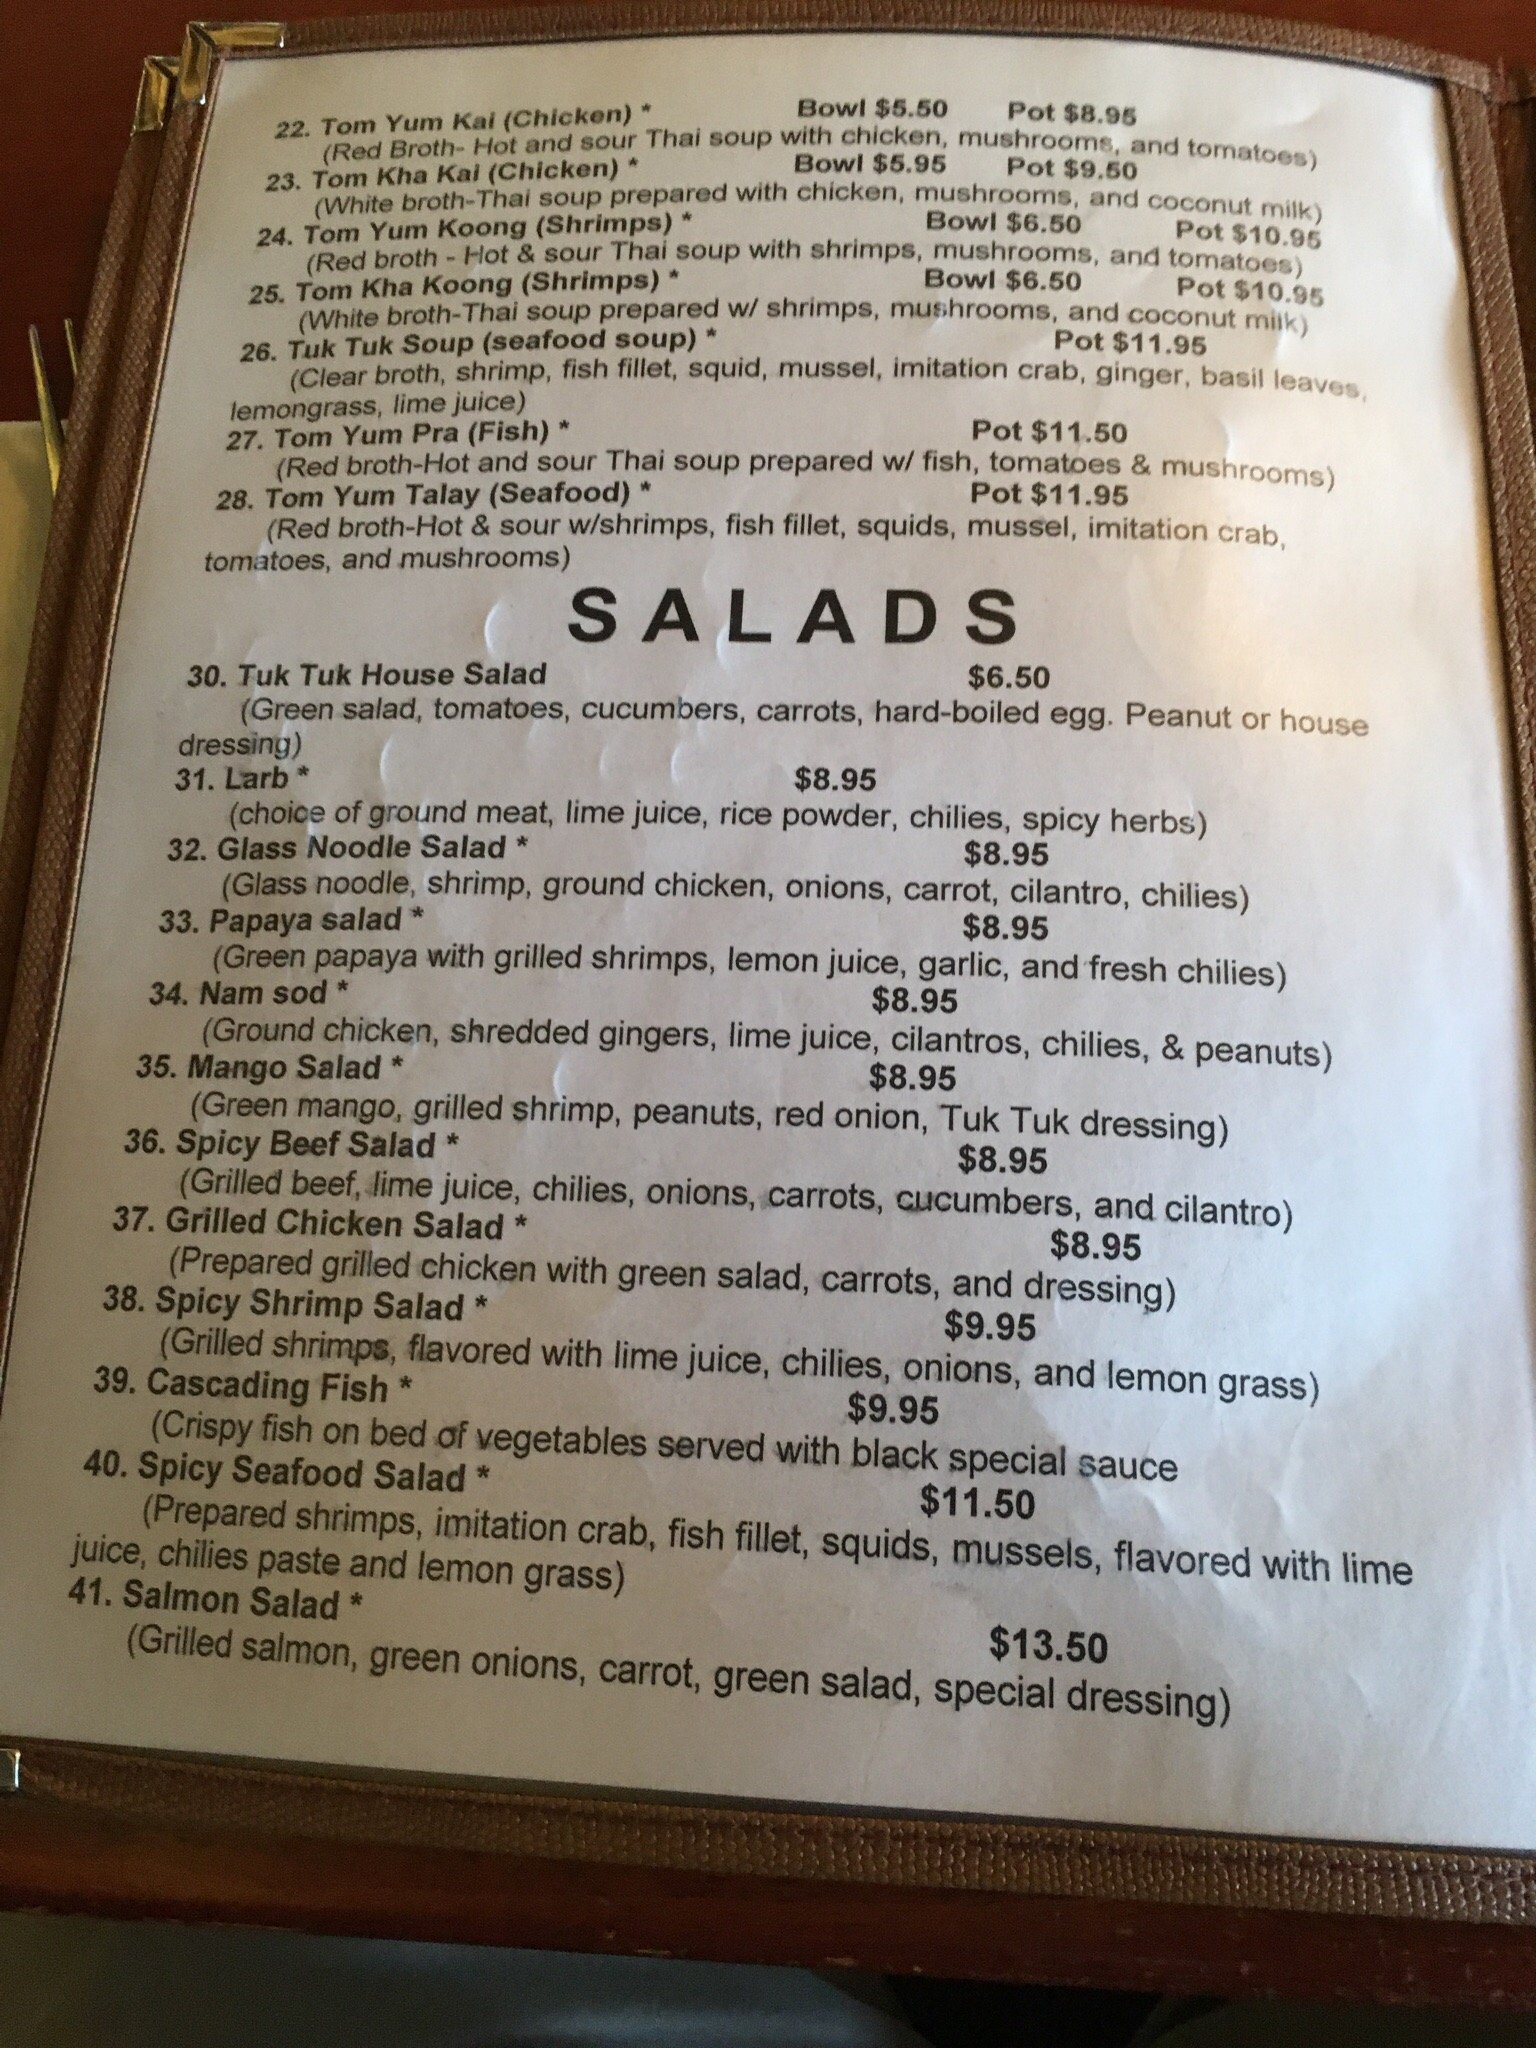 22. Tom Yum Kai (Chicken) * Bowl $5.50 Pot $8.95
(Red Broth- Hot and sour Thai soup with chicken, mushrooms, and tomatoes)
23. Tom Kha Kai (Chicken) * Bowl $5.95 Pot $9.50
(White broth-Thai soup prepared with chicken, mushrooms, and coconut milk)
24. Tom Yum Koong (Shrimps) * Bowl $6.50 Pot $10.95
(Red broth - Hot & sour Thai soup with shrimps, mushrooms, and tomatoes)
25. Tom Kha Koong (Shrimps) * Bowl $6.50 Pot $10.95
(White broth-Thai soup prepared w/ shrimps, mushrooms, and coconut milk)
26. Tuk Tuk Soup (seafood soup) * Pot $11.95
(Clear broth, shrimp, fish fillet, squid, mussel, imitation crab, ginger, basil leaves,
lemongrass, lime juice)
27. Tom Yum Pra (Fish) * Pot $11.50
(Red broth-Hot and sour Thai soup prepared w/ fish, tomatoes & mushrooms)
28. Tom Yum Talay (Seafood) * Pot $11.95
(Red broth-Hot & sour w/shrimps, fish fillet, squids, mussel, imitation crab,
tomatoes, and mushrooms)
SALADS
30. Tuk Tuk House Salad $6.50
(Green salad, tomatoes, cucumbers, carrots, hard-boiled egg. Peanut or house
dressing)
31. Larb * $8.95
(choice of ground meat, lime juice, rice powder, chilies, spicy herbs)
32. Glass Noodle Salad * $8.95
(Glass noodle, shrimp, ground chicken, onions, carrot, cilantro, chilies)
33. Papaya salad * $8.95
(Green papaya with grilled shrimps, lemon juice, garlic, and fresh chilies)
34. Nam sod * $8.95
(Ground chicken, shredded gingers, lime juice, cilantros, chilies, & peanuts)
35. Mango Salad * $8.95
(Green mango, grilled shrimp, peanuts, red onion, Tuk Tuk dressing)
36. Spicy Beef Salad * $8.95
(Grilled beef, lime juice, chilies, onions, carrots, cucumbers, and cilantro)
37. Grilled Chicken Salad * $8.95
(Prepared grilled chicken with green salad, carrots, and dressing)
38. Spicy Shrimp Salad * $9.95
(Grilled shrimps, flavored with lime juice, chilies, onions, and lemon grass)
39. Cascading Fish * $9.95
(Crispy fish on bed of vegetables served with black special sauce
40. Spicy Seafood Salad * $11.50
(Prepared shrimps, imitation crab, fish fillet, squids, mussels, flavored with lime
juice, chilies paste and lemon grass)
41. Salmon Salad * $13.50
(Grilled salmon, green onions, carrot, green salad, special dressing)